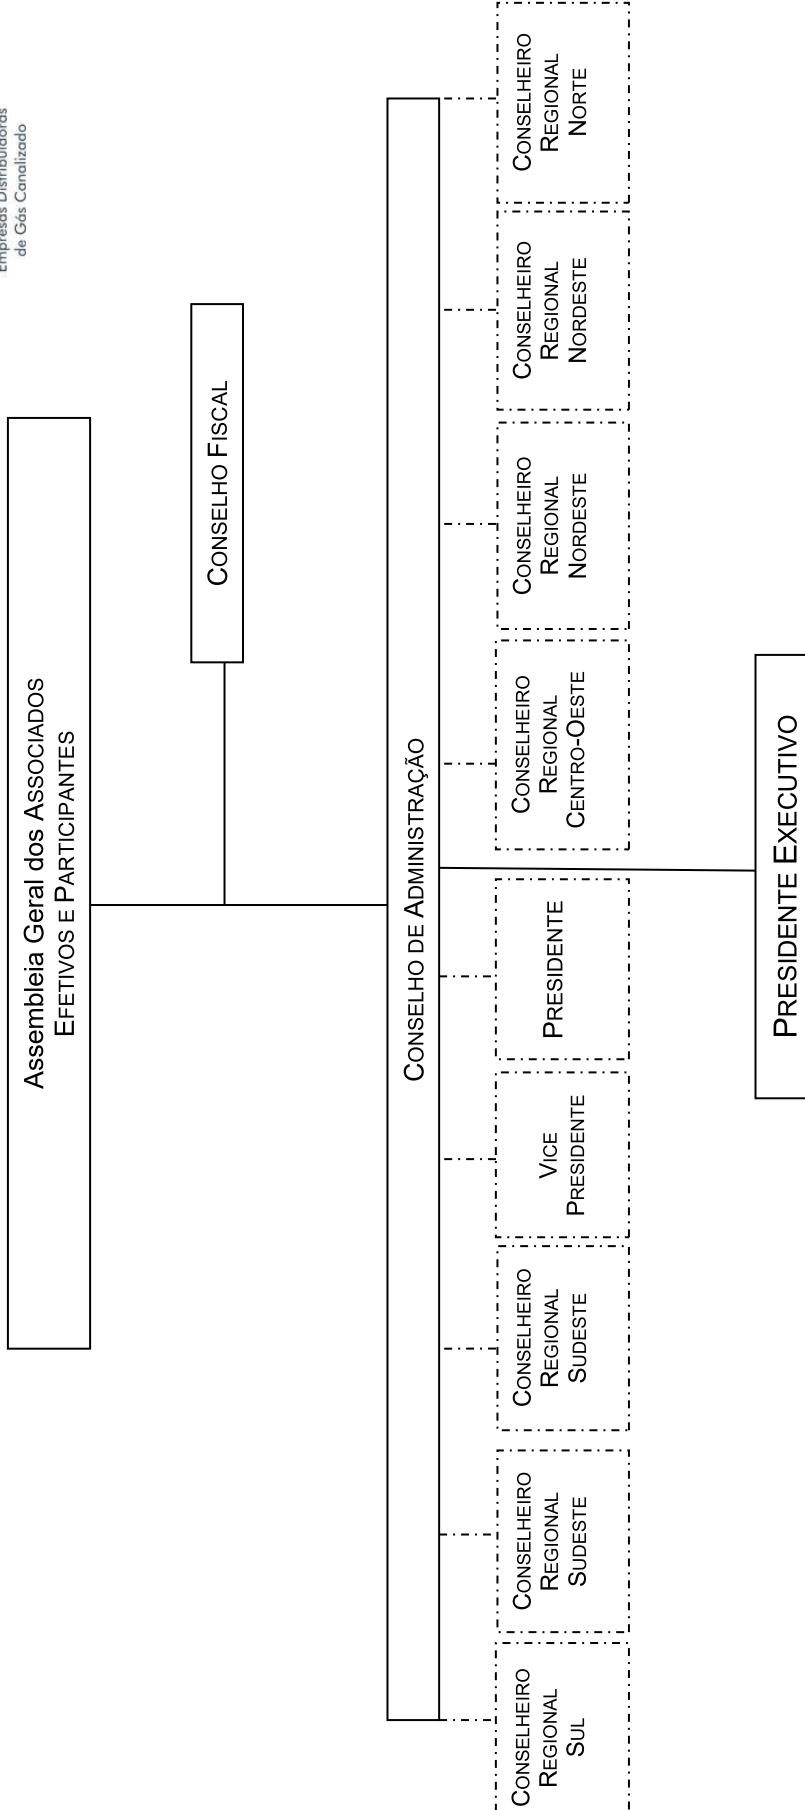 Empresas Distribuidoras
de Gás Canalizado
Assembleia Geral dos ASSOCIADOS
EFETIVOS E PARTICIPANTES
CONSELHO FISCAL
CONSELHO DE ADMINISTRAÇÃO
CONSELHEIRO
REGIONAL
SUL
CONSELHEIRO
REGIONAL
SUDESTE
CONSELHEIRO
REGIONAL
SUDESTE
VICE
PRESIDENTE
PRESIDENTE
CONSELHEIRO
REGIONAL
CENTRO-OESTE
CONSELHEIRO
REGIONAL
NORDESTE
CONSELHEIRO
REGIONAL
NORDESTE
CONSELHEIRO
REGIONAL
NORTE
PRESIDENTE EXECUTIVO